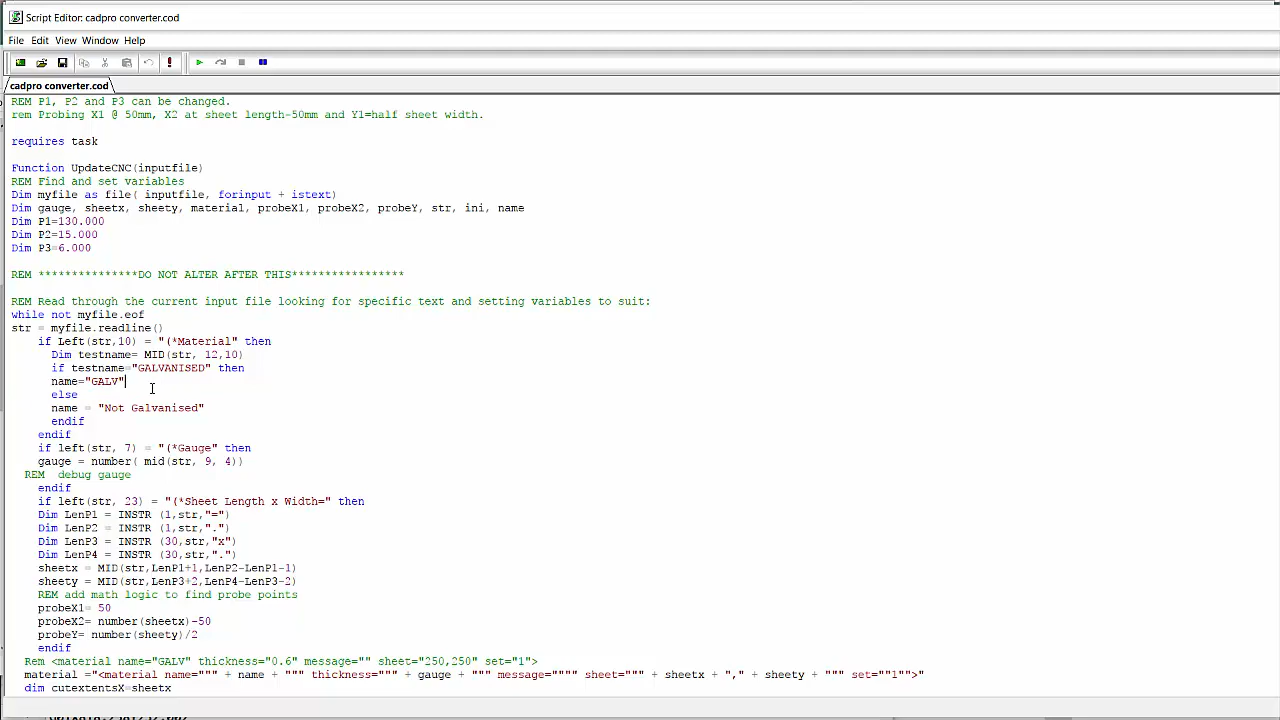 Script Editor: cadpro converter.cod
File Edit View Window Help
cadpro converter.cod
REM P1, P2 and P3 can be changed.
rem Probing X1 @ 50mm, X2 at sheet length-50mm and Y1=half sheet width.
requires task
Function UpdateCNC(inputfile)
REM Find and set variables
Dim myfile as file( inputfile, forinput + istext)
Dim gauge, sheetx, sheety, material, probeX1, probeX2, probeY, str, ini, name
Dim P1=130.000
Dim P2=15.000
Dim P3=6.000
REM ***************DO NOT ALTER AFTER THIS*****************
REM Read through the current input file looking for specific text and setting variables to suit:
while not myfile.eof
str = myfile.readline()
if Left(str,10) = "(*Material" then
Dim testname= MID(str, 12,10)
if testname="GALVANISED" then
name="GALV"
else
name = "Not Galvanised"
endif
endif
if left(str, 7) = "(*Gauge" then
gauge = number( mid(str, 9, 4))
REM  debug gauge
endif
if left(str, 23) = "(*Sheet Length x Width=" then
Dim LenP1 = INSTR (1,str,"=")
Dim LenP2 = INSTR (1,str,".")
Dim LenP3 = INSTR (30,str,"x")
Dim LenP4 = INSTR (30,str,".")
sheetx = MID(str,LenP1+1,LenP2-LenP1-1)
sheety = MID(str,LenP3+2,LenP4-LenP3-2)
REM add math logic to find probe points
probeX1= 50
probeX2= number(sheetx)-50
probeY= number(sheety)/2
endif
Rem <material name="GALV" thickness="0.6" message="" sheet="250,250" set="1">
material ="<material name=""" + name + """ thickness=""" + gauge + """ message="""" sheet=""" + sheetx + "," + sheety + """ set=""1"">"
dim cutextentsX=sheetx